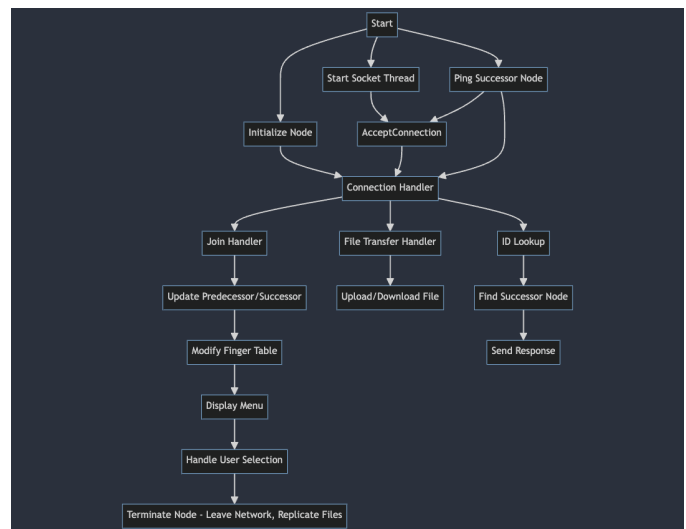 Start
Start Socket Thread
Ping Successor Node
Initialize Node
AcceptConnection
Connection Handler
Join Handler
File Transfer Handler
ID Lookup
Update Predecessor/Successor
Upload/Download File
Find Successor Node
Modify Finger Table
Send Response
Display Menu
Handle User Selection
Terminate Node - Leave Network, Replicate Files